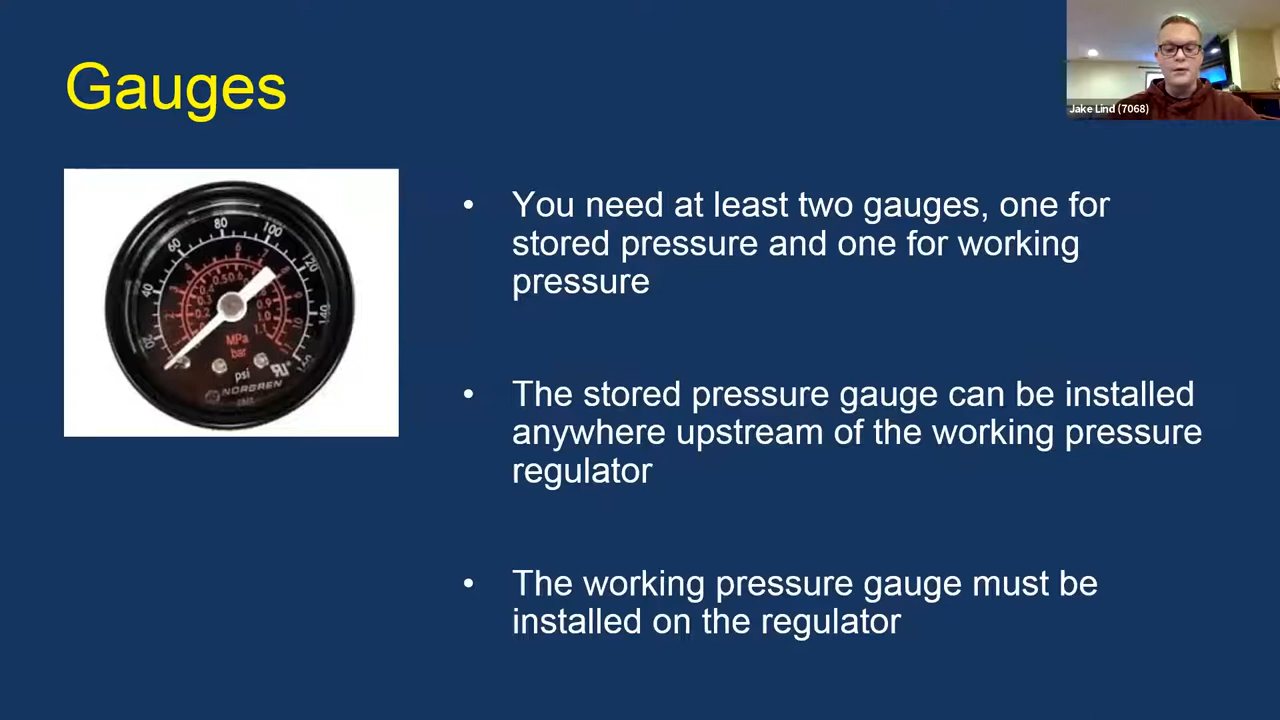 Gauges
Jake Lind (7068)
• You need at least two gauges, one for
stored pressure and one for working
pressure
• The stored pressure gauge can be installed
anywhere upstream of the working pressure
regulator
• The working pressure gauge must be
installed on the regulator
20 40 60 80 100 120 140 160
MPa
bar
psi
NORGREN